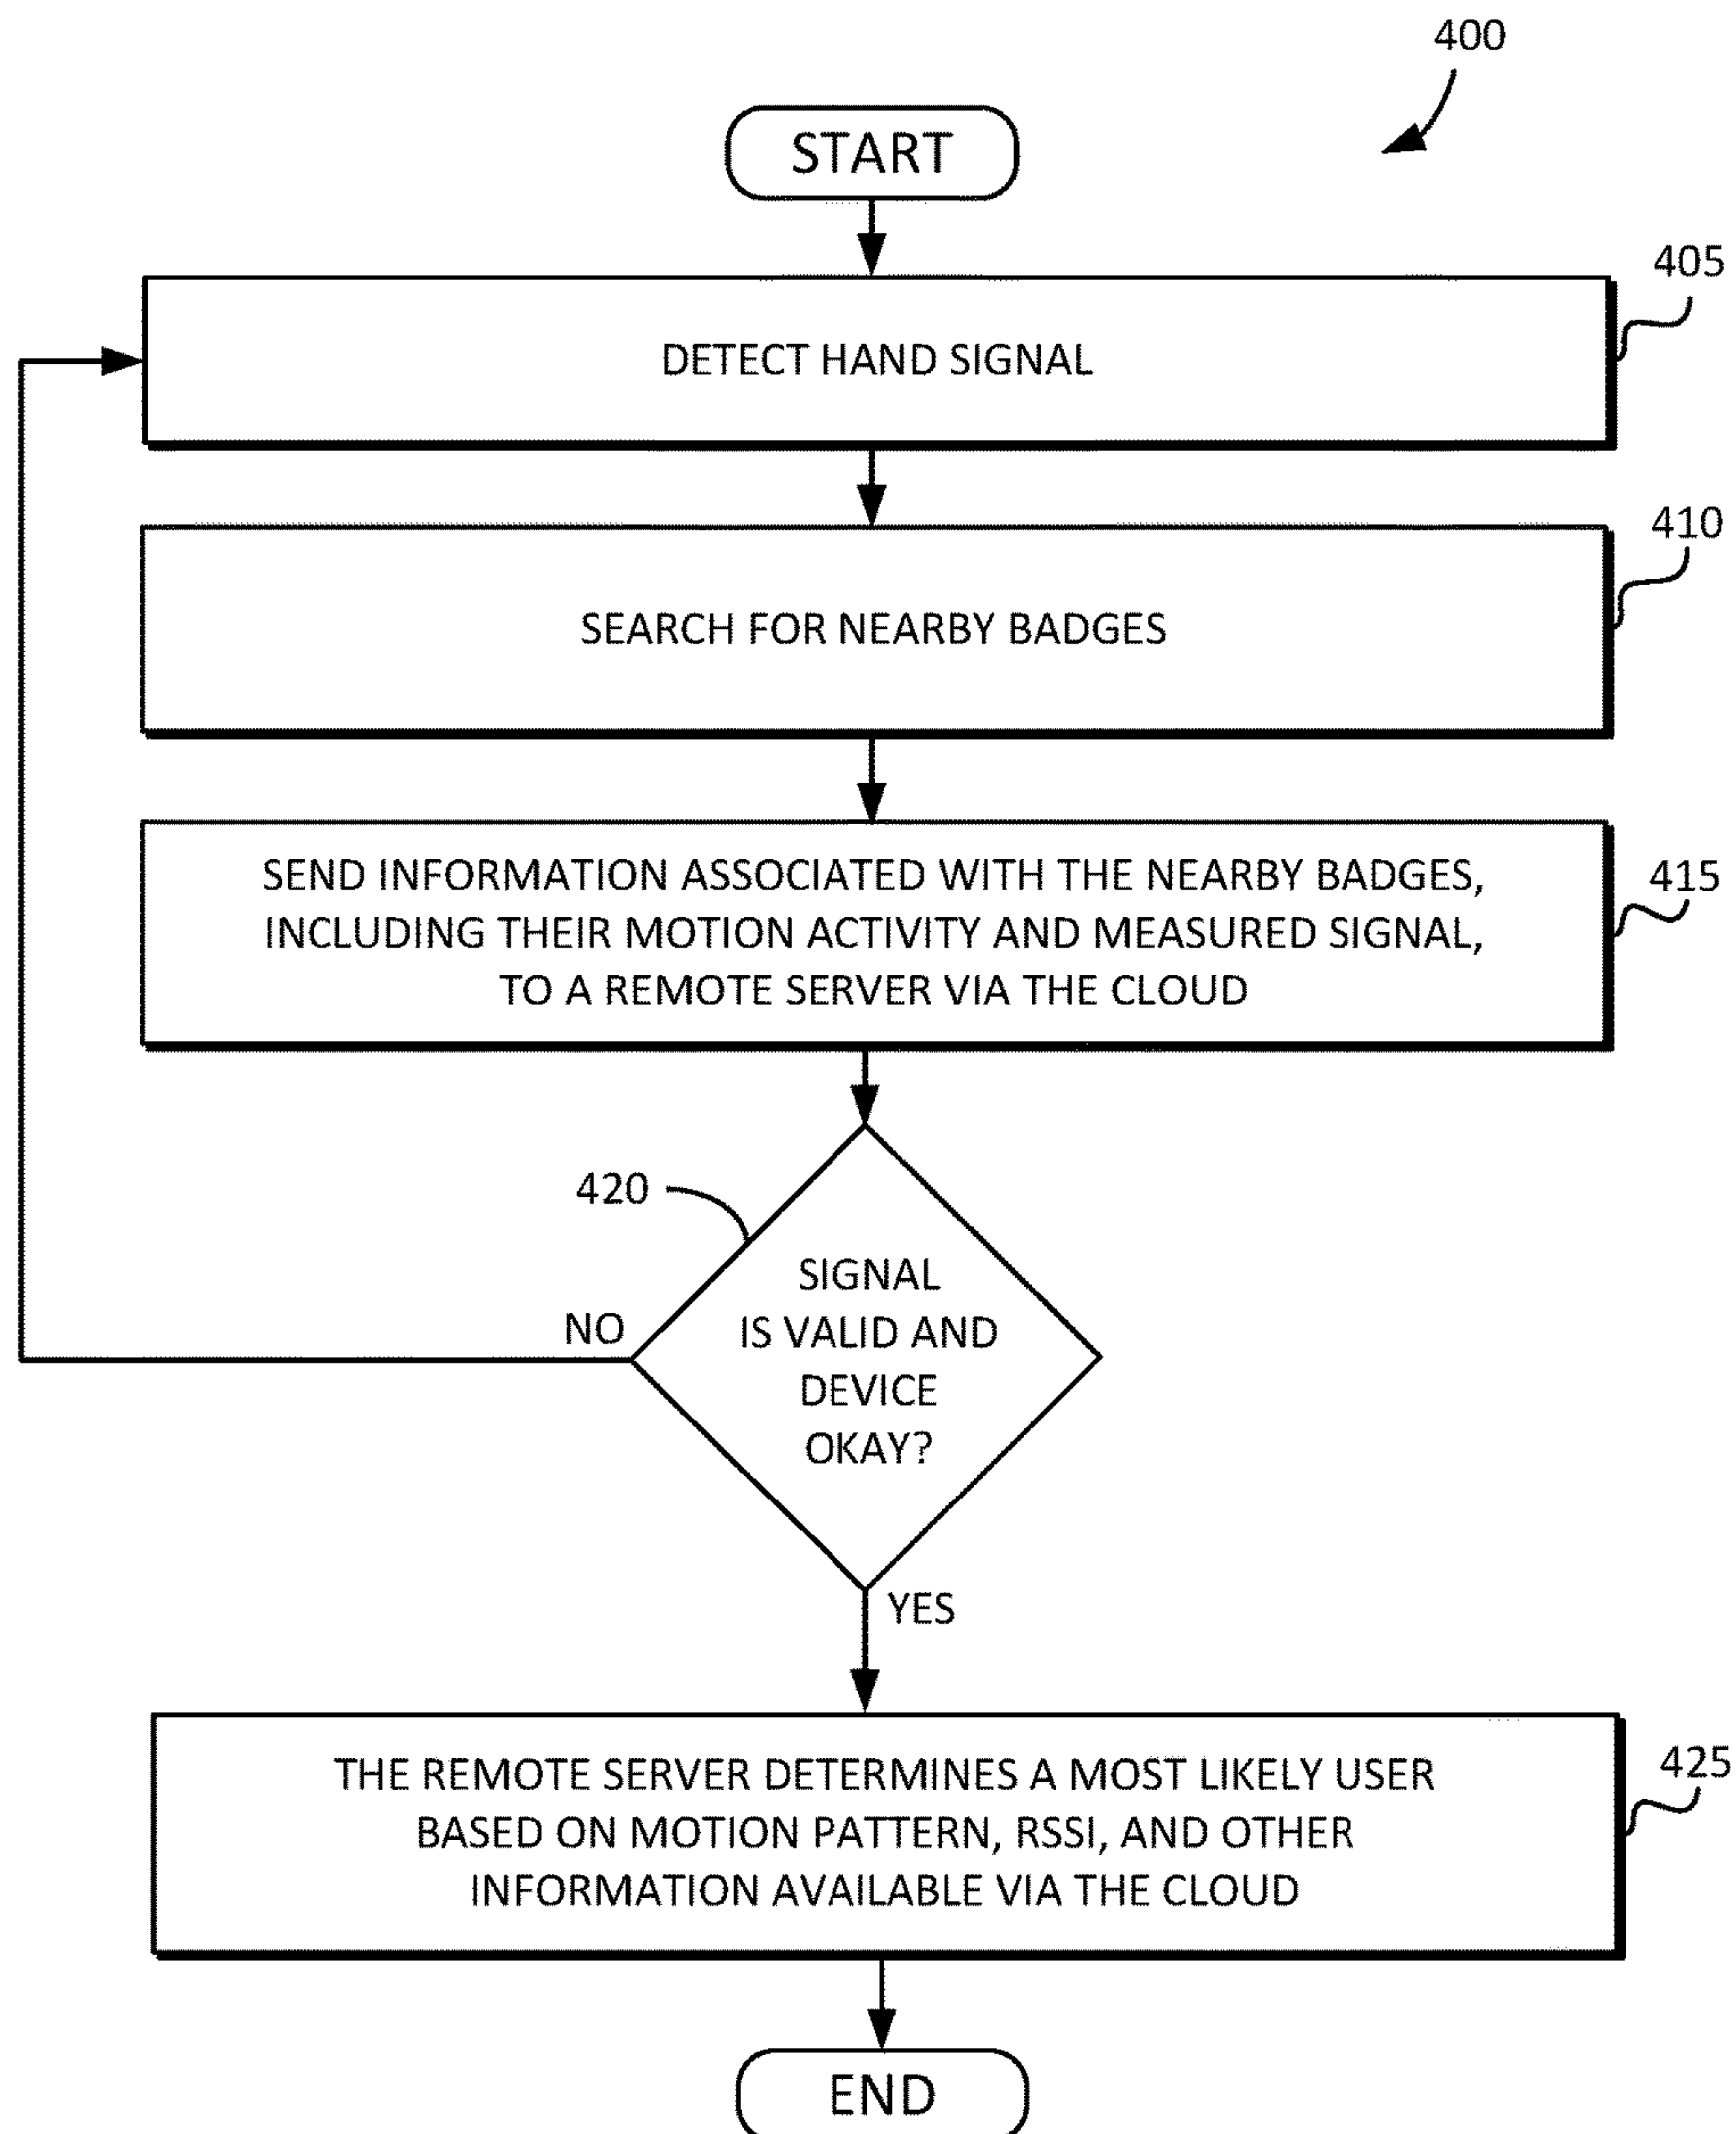 400
START
405
DETECT HAND SIGNAL
410
SEARCH FOR NEARBY BADGES
415
SEND INFORMATION ASSOCIATED WITH THE NEARBY BADGES,
INCLUDING THEIR MOTION ACTIVITY AND MEASURED SIGNAL,
TO A REMOTE SERVER VIA THE CLOUD
420
SIGNAL
IS VALID AND
DEVICE
OKAY?
NO
YES
425
THE REMOTE SERVER DETERMINES A MOST LIKELY USER
BASED ON MOTION PATTERN, RSSI, AND OTHER
INFORMATION AVAILABLE VIA THE CLOUD
END